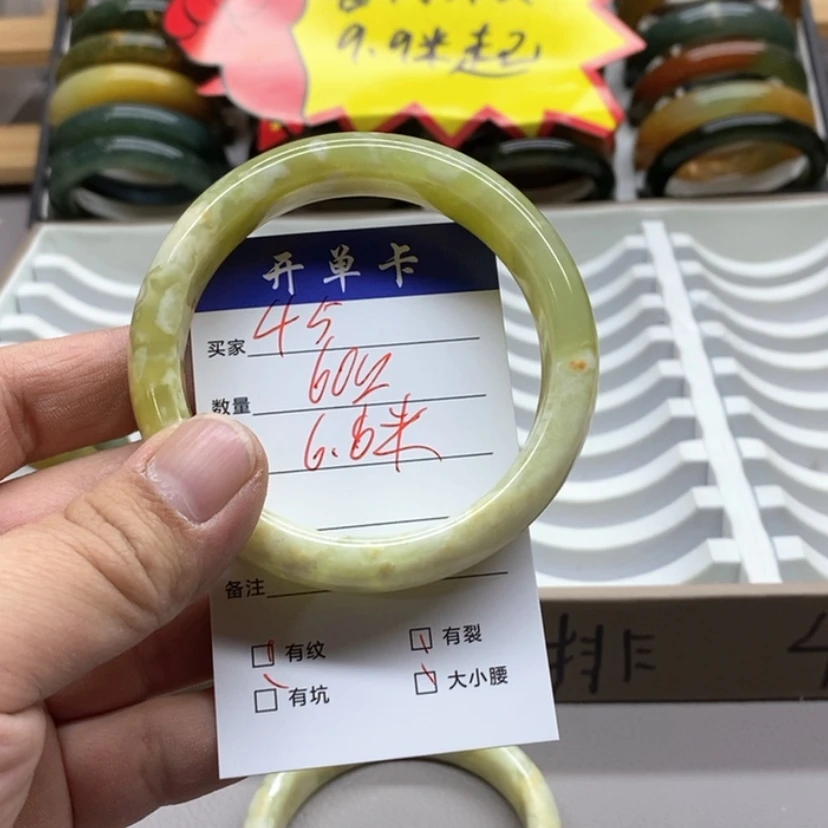 9.9米起
开单卡
买家 45
数量 60
6.8米
备注
有纹 有裂
有坑 大小腰
排 4